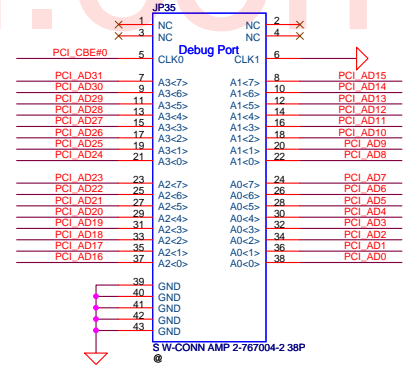 JP35
1 NC NC 2
3 NC NC 4
Debug Port
PCI_CBE#0 5 CLK0 CLK1 6
PCI_AD31 7 A3<7> A1<7> 8 PCI_AD15
PCI_AD30 9 A3<6> A1<6> 10 PCI_AD14
PCI_AD29 11 A3<5> A1<5> 12 PCI_AD13
PCI_AD28 13 A3<4> A1<4> 14 PCI_AD12
PCI_AD27 15 A3<3> A1<3> 16 PCI_AD11
PCI_AD26 17 A3<2> A1<2> 18 PCI_AD10
PCI_AD25 19 A3<1> A1<1> 20 PCI_AD9
PCI_AD24 21 A3<0> A1<0> 22 PCI_AD8
PCI_AD23 23 A2<7> A0<7> 24 PCI_AD7
PCI_AD22 25 A2<6> A0<6> 26 PCI_AD6
PCI_AD21 27 A2<5> A0<5> 28 PCI_AD5
PCI_AD20 29 A2<4> A0<4> 30 PCI_AD4
PCI_AD19 31 A2<3> A0<3> 32 PCI_AD3
PCI_AD18 33 A2<2> A0<2> 34 PCI_AD2
PCI_AD17 35 A2<1> A0<1> 36 PCI_AD1
PCI_AD16 37 A2<0> A0<0> 38 PCI_AD0
39 GND
40 GND
41 GND
42 GND
43 GND
S W-CONN AMP 2-767004-2 38P
@